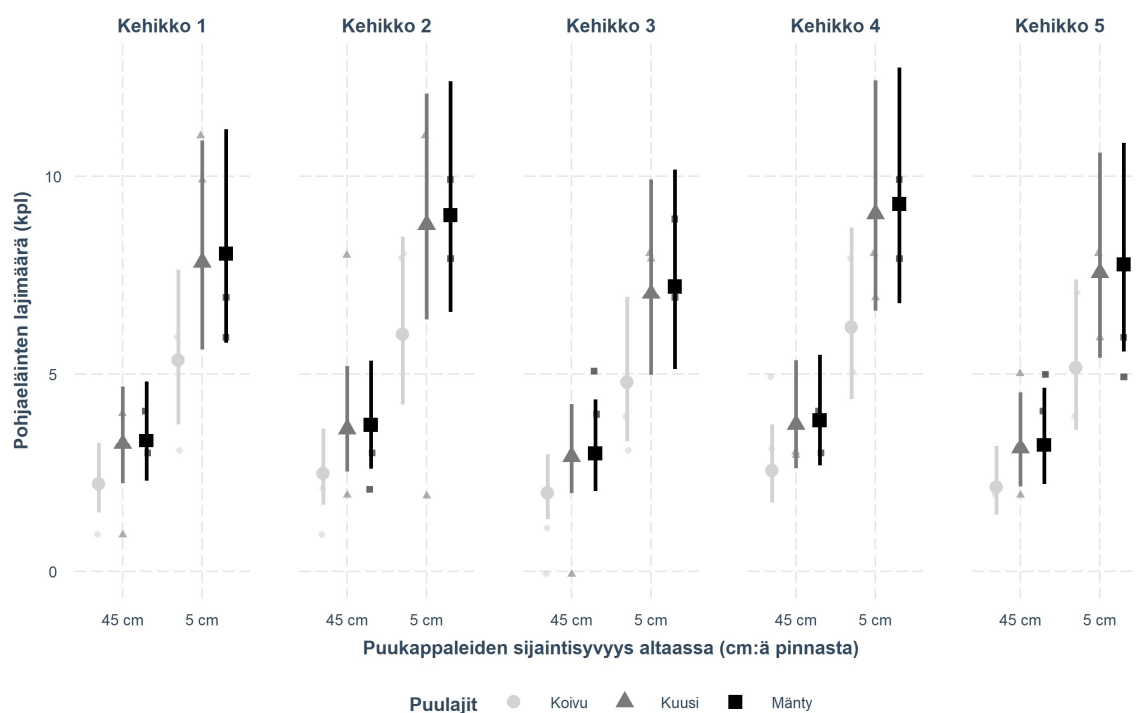 Kehikko 1 Kehikko 2 Kehikko 3 Kehikko 4 Kehikko 5
Pohjaeläinten lajimäärä (kpl)
10
5
0
45 cm 5 cm 45 cm 5 cm 45 cm 5 cm 45 cm 5 cm 45 cm 5 cm
Puukappaleiden sijaintisyvyys altaassa (cm:ä pinnasta)
Puulajit Koivu Kuusi Mänty